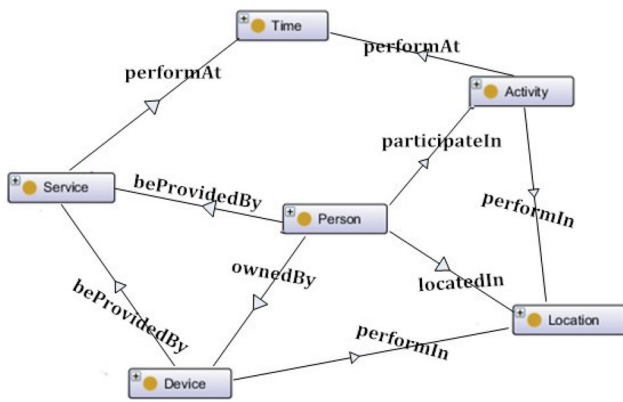 Time
performAt
performAt
Activity
participateIn
Service
beProvidedBy
Person
performIn
ownedBy
locatedIn
beProvidedBy
Location
performIn
Device